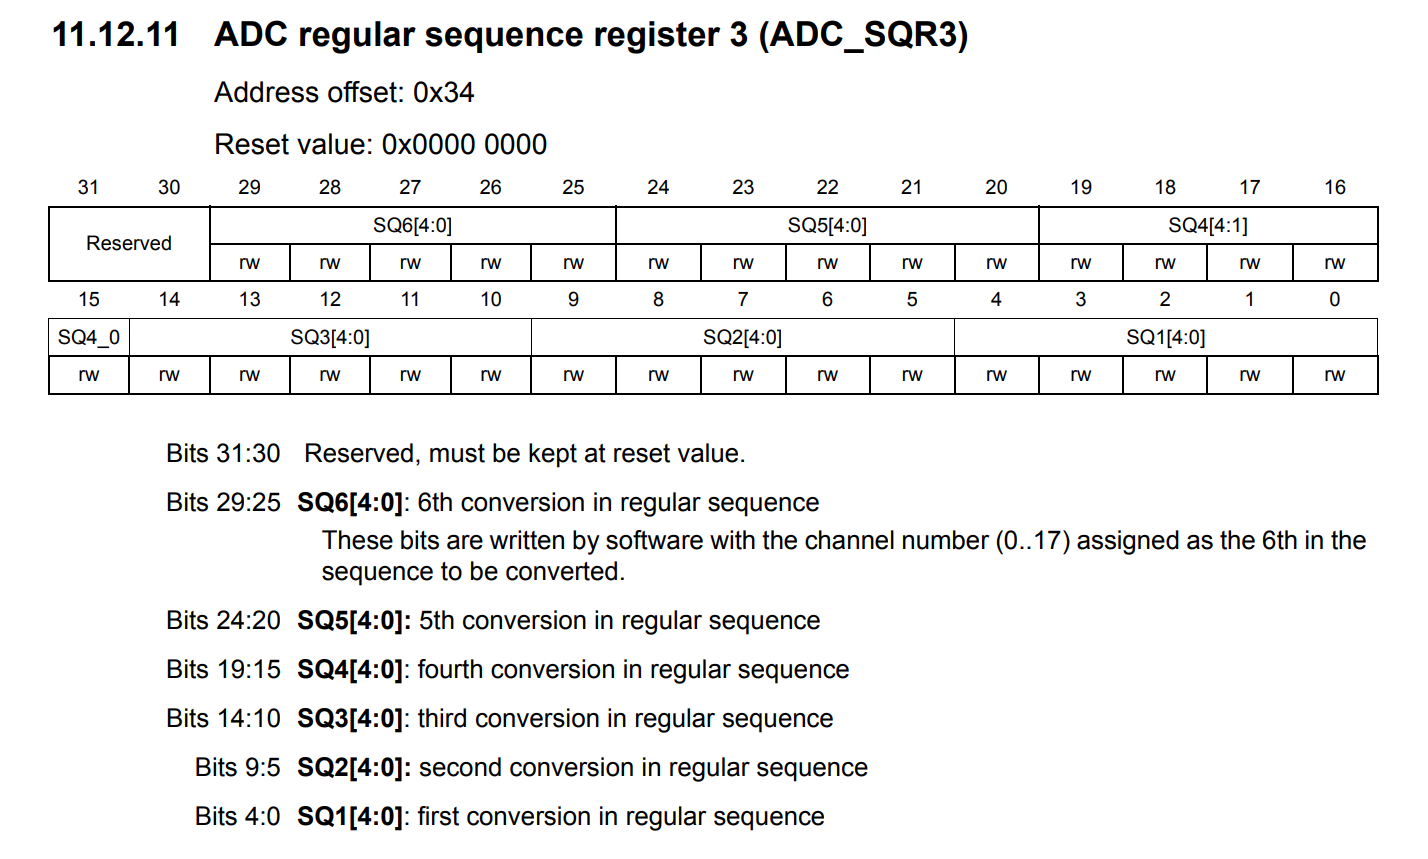 11.12.11 ADC regular sequence register 3 (ADC_SQR3)
Address offset: 0x34
Reset value: 0x0000 0000
31 30 29 28 27 26 25 24 23 22 21 20 19 18 17 16
Reserved SQ6[4:0] SQ5[4:0] SQ4[4:1]
rw rw rw rw rw rw rw rw rw rw rw rw rw rw
15 14 13 12 11 10 9 8 7 6 5 4 3 2 1 0
SQ4_0 SQ3[4:0] SQ2[4:0] SQ1[4:0]
rw rw rw rw rw rw rw rw rw rw rw rw rw rw rw rw
Bits 31:30 Reserved, must be kept at reset value.
Bits 29:25 SQ6[4:0]: 6th conversion in regular sequence
These bits are written by software with the channel number (0..17) assigned as the 6th in the
sequence to be converted.
Bits 24:20 SQ5[4:0]: 5th conversion in regular sequence
Bits 19:15 SQ4[4:0]: fourth conversion in regular sequence
Bits 14:10 SQ3[4:0]: third conversion in regular sequence
Bits 9:5 SQ2[4:0]: second conversion in regular sequence
Bits 4:0 SQ1[4:0]: first conversion in regular sequence